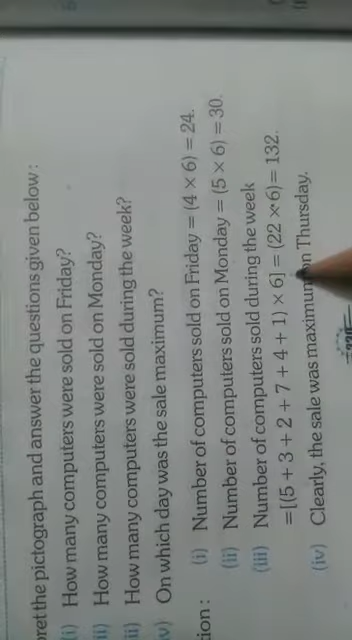 pret the pictograph and answer the questions given below :
i) How many computers were sold on Friday?
ii) How many computers were sold on Monday?
ii) How many computers were sold during the week?
v) On which day was the sale maximum?
tion : (i) Number of computers sold on Friday = (4 × 6) = 24.
(ii) Number of computers sold on Monday = (5 × 6) = 30.
(iii) Number of computers sold during the week
= [(5 + 3 + 2 + 7 + 4 + 1) × 6] = (22 × 6) = 132.
(iv) Clearly, the sale was maximum on Thursday.